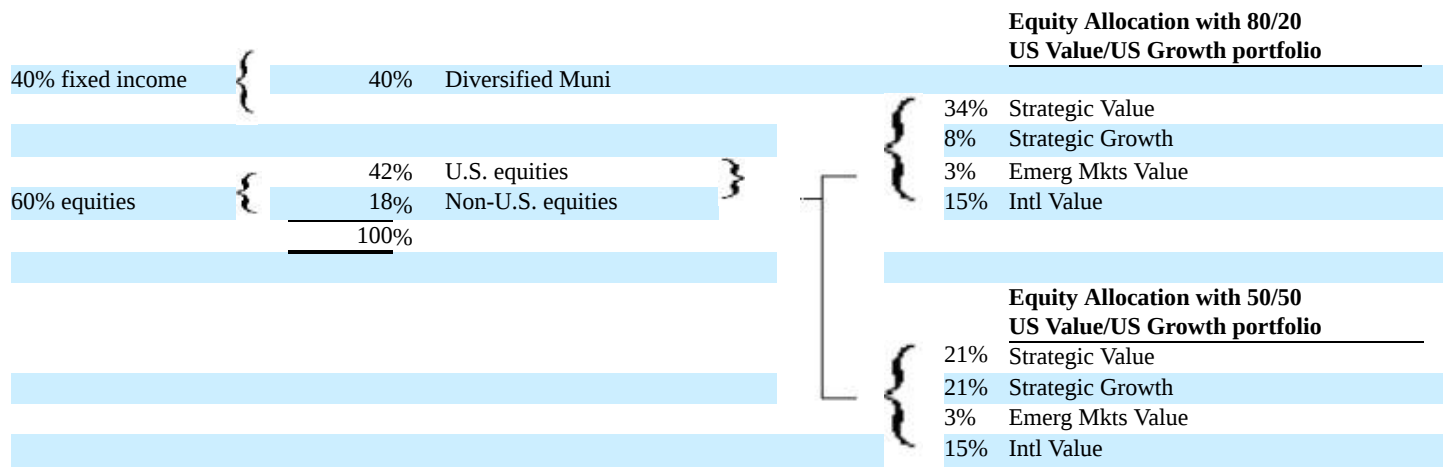 Equity Allocation with 80/20
US Value/US Growth portfolio
40% fixed income { 40% Diversified Muni
{ 34% Strategic Value
8% Strategic Growth
42% U.S. equities } 3% Emerg Mkts Value
60% equities { 18% Non-U.S. equities 15% Intl Value
100%
Equity Allocation with 50/50
US Value/US Growth portfolio
{ 21% Strategic Value
21% Strategic Growth
3% Emerg Mkts Value
15% Intl Value